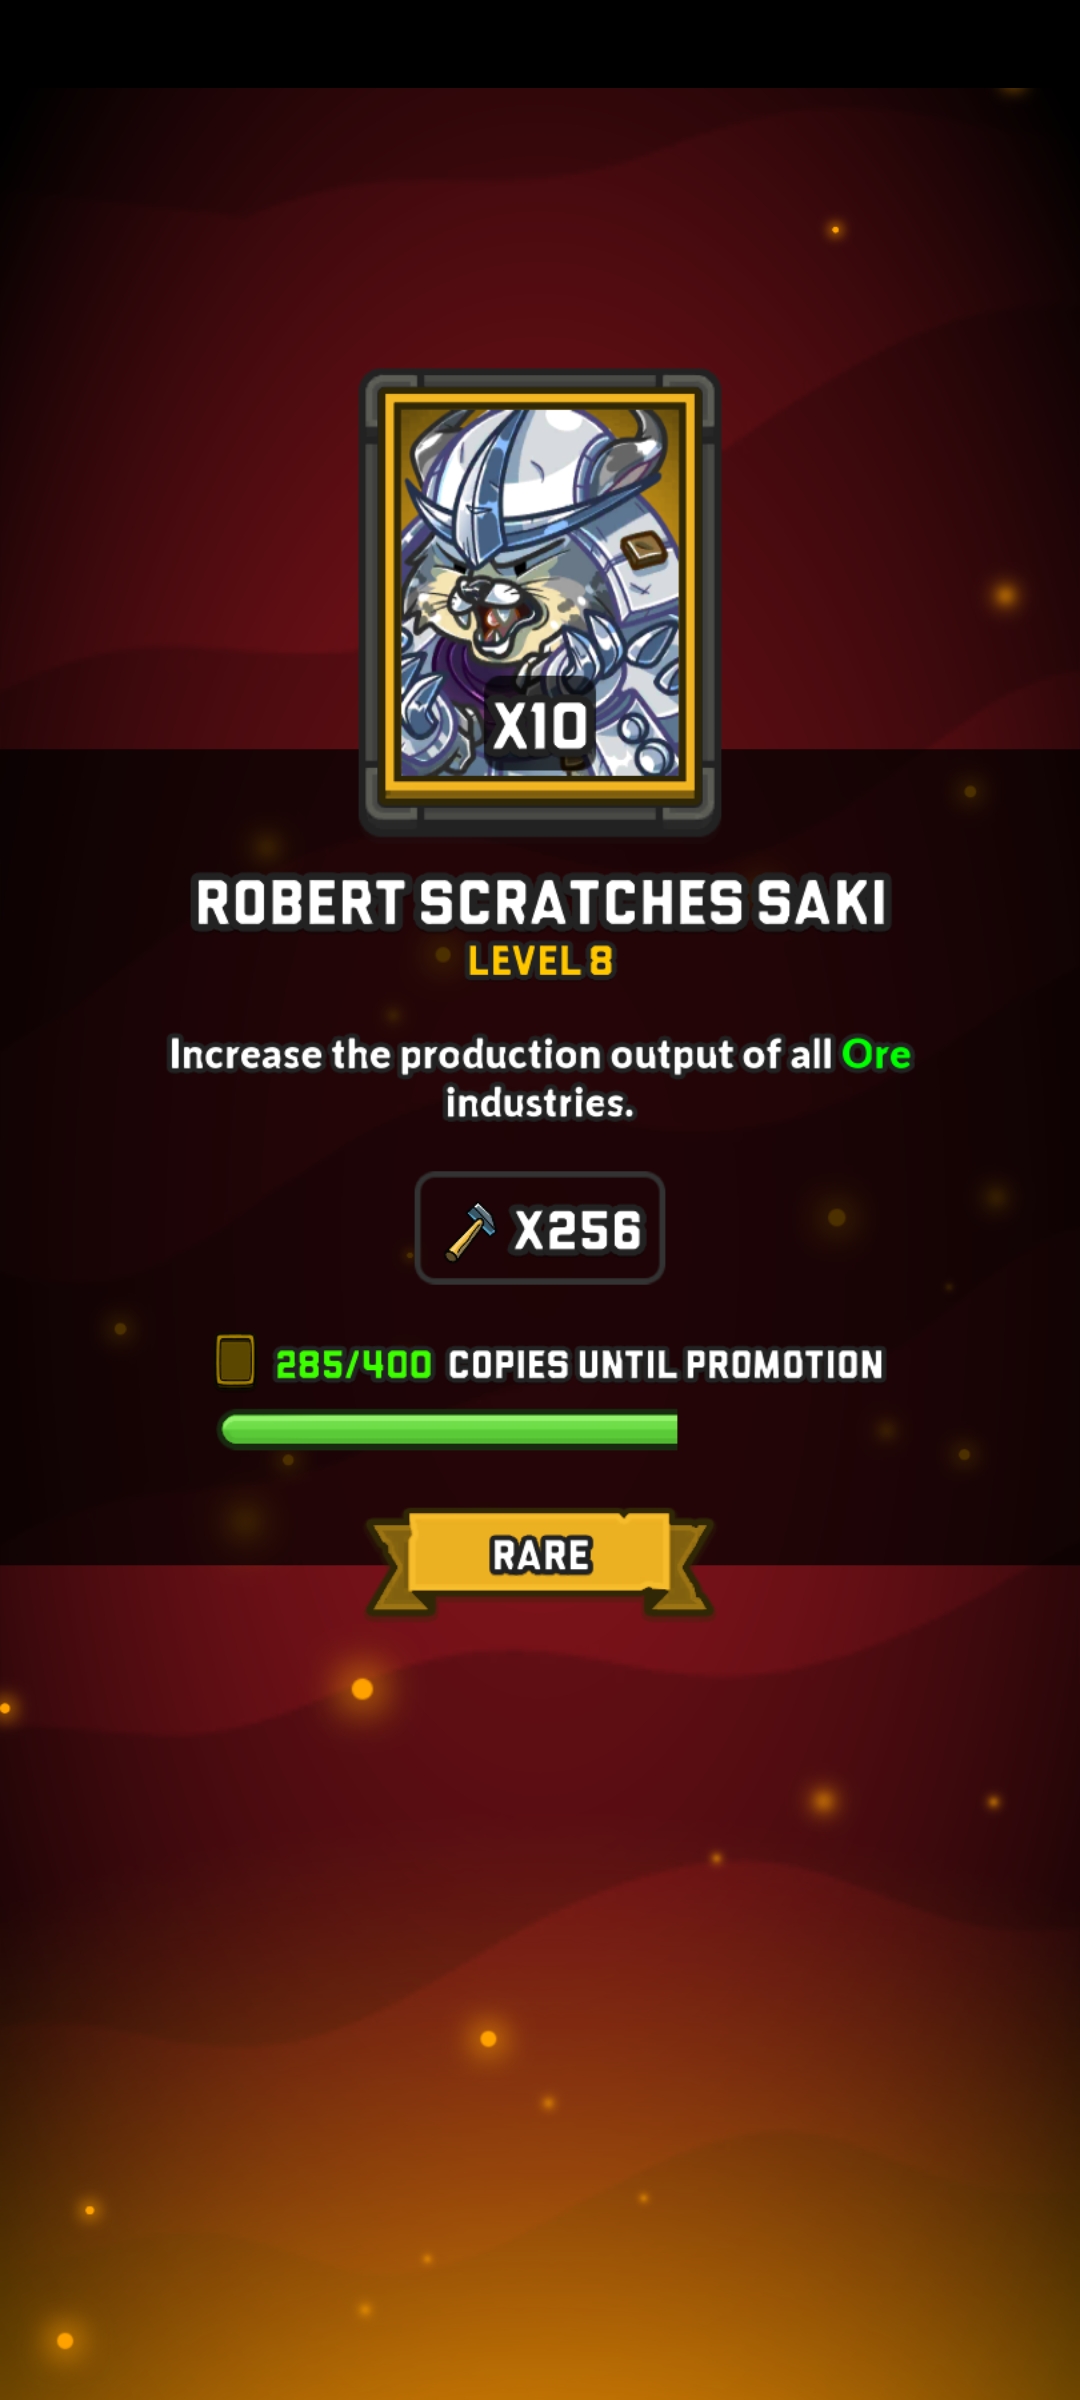 X10
ROBERT SCRATCHES SAKI
LEVEL 8
Increase the production output of all Ore
industries.
X256
285/400 COPIES UNTIL PROMOTION
RARE